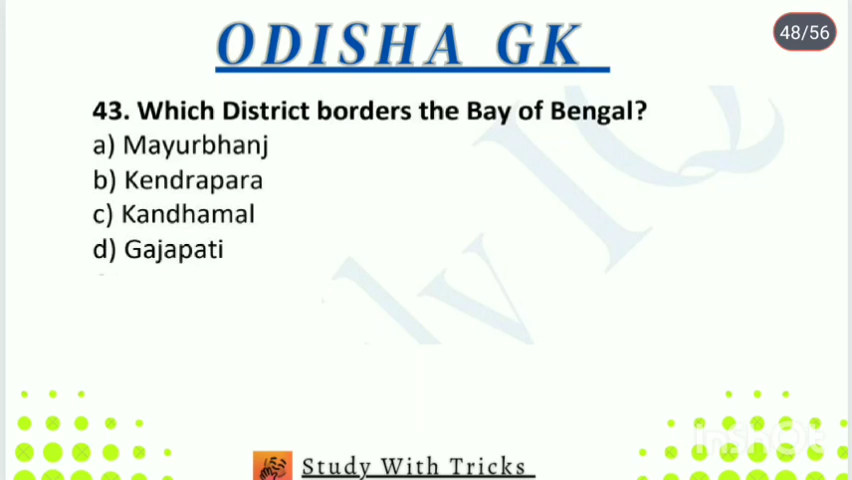 ODISHA GK
48/56
43. Which District borders the Bay of Bengal?
a) Mayurbhanj
b) Kendrapara
c) Kandhamal
d) Gajapati
InShOt
Study With Tricks